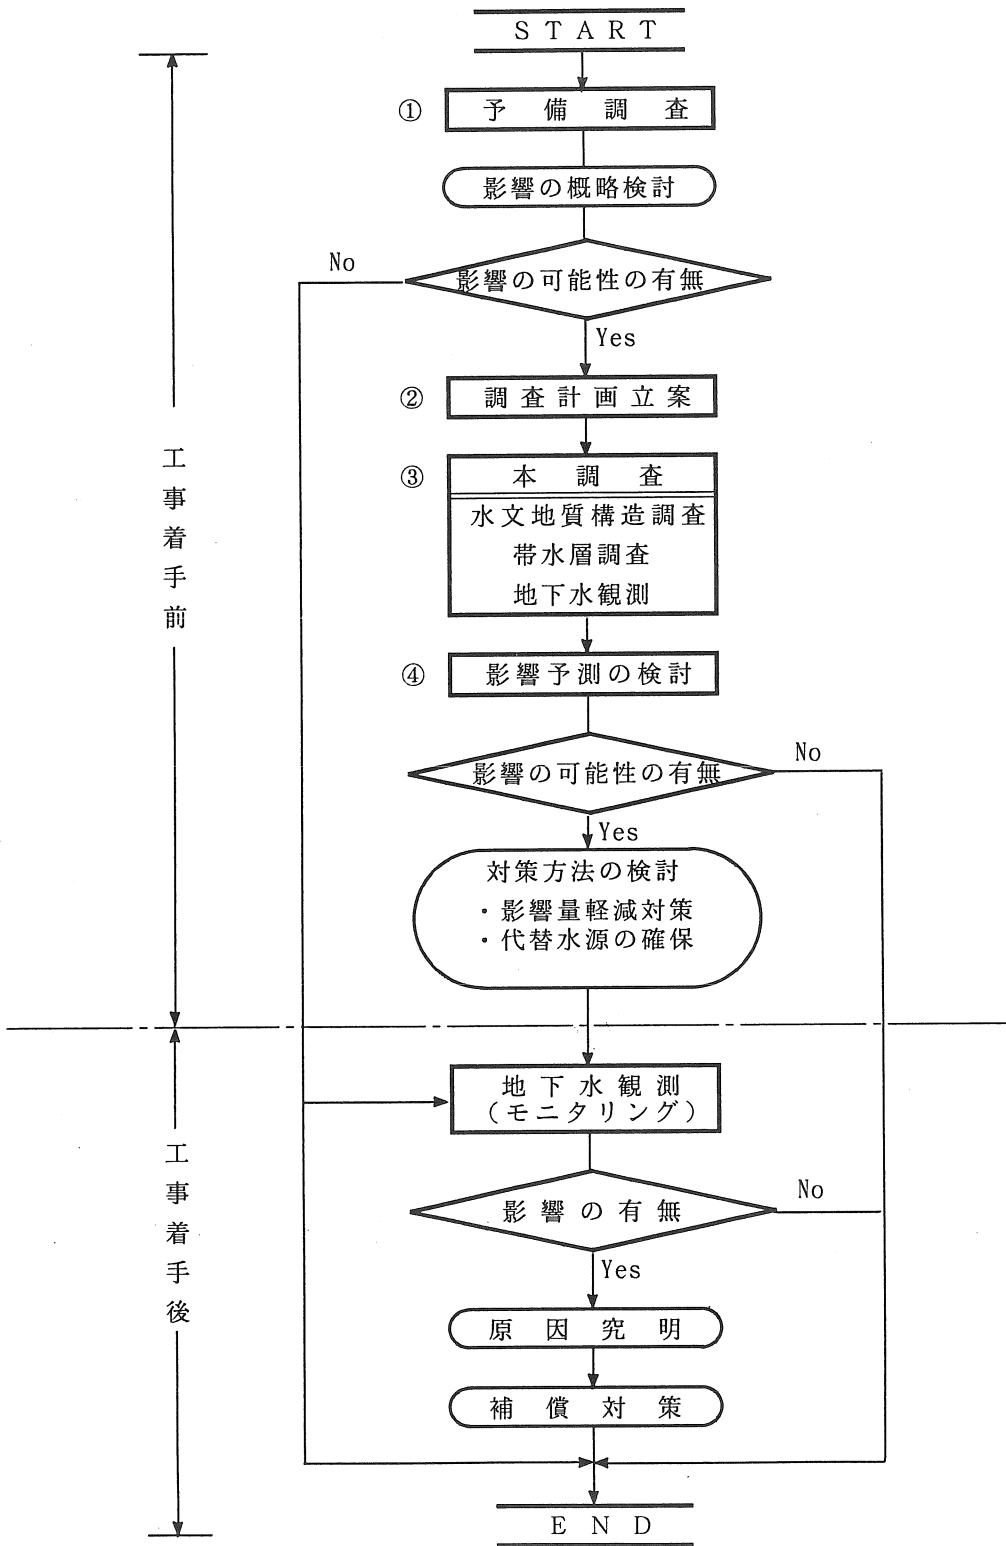 START
① 予備調査
影響の概略検討
No
影響の可能性の有無
Yes
② 調査計画立案
③ 本調査
水文地質構造調査
帯水層調査
地下水観測
④ 影響予測の検討
No
影響の可能性の有無
Yes
対策方法の検討
・影響量軽減対策
・代替水源の確保
工事着手前
地下水観測
(モニタリング)
No
影響の有無
Yes
原因究明
補償対策
工事着手後
END